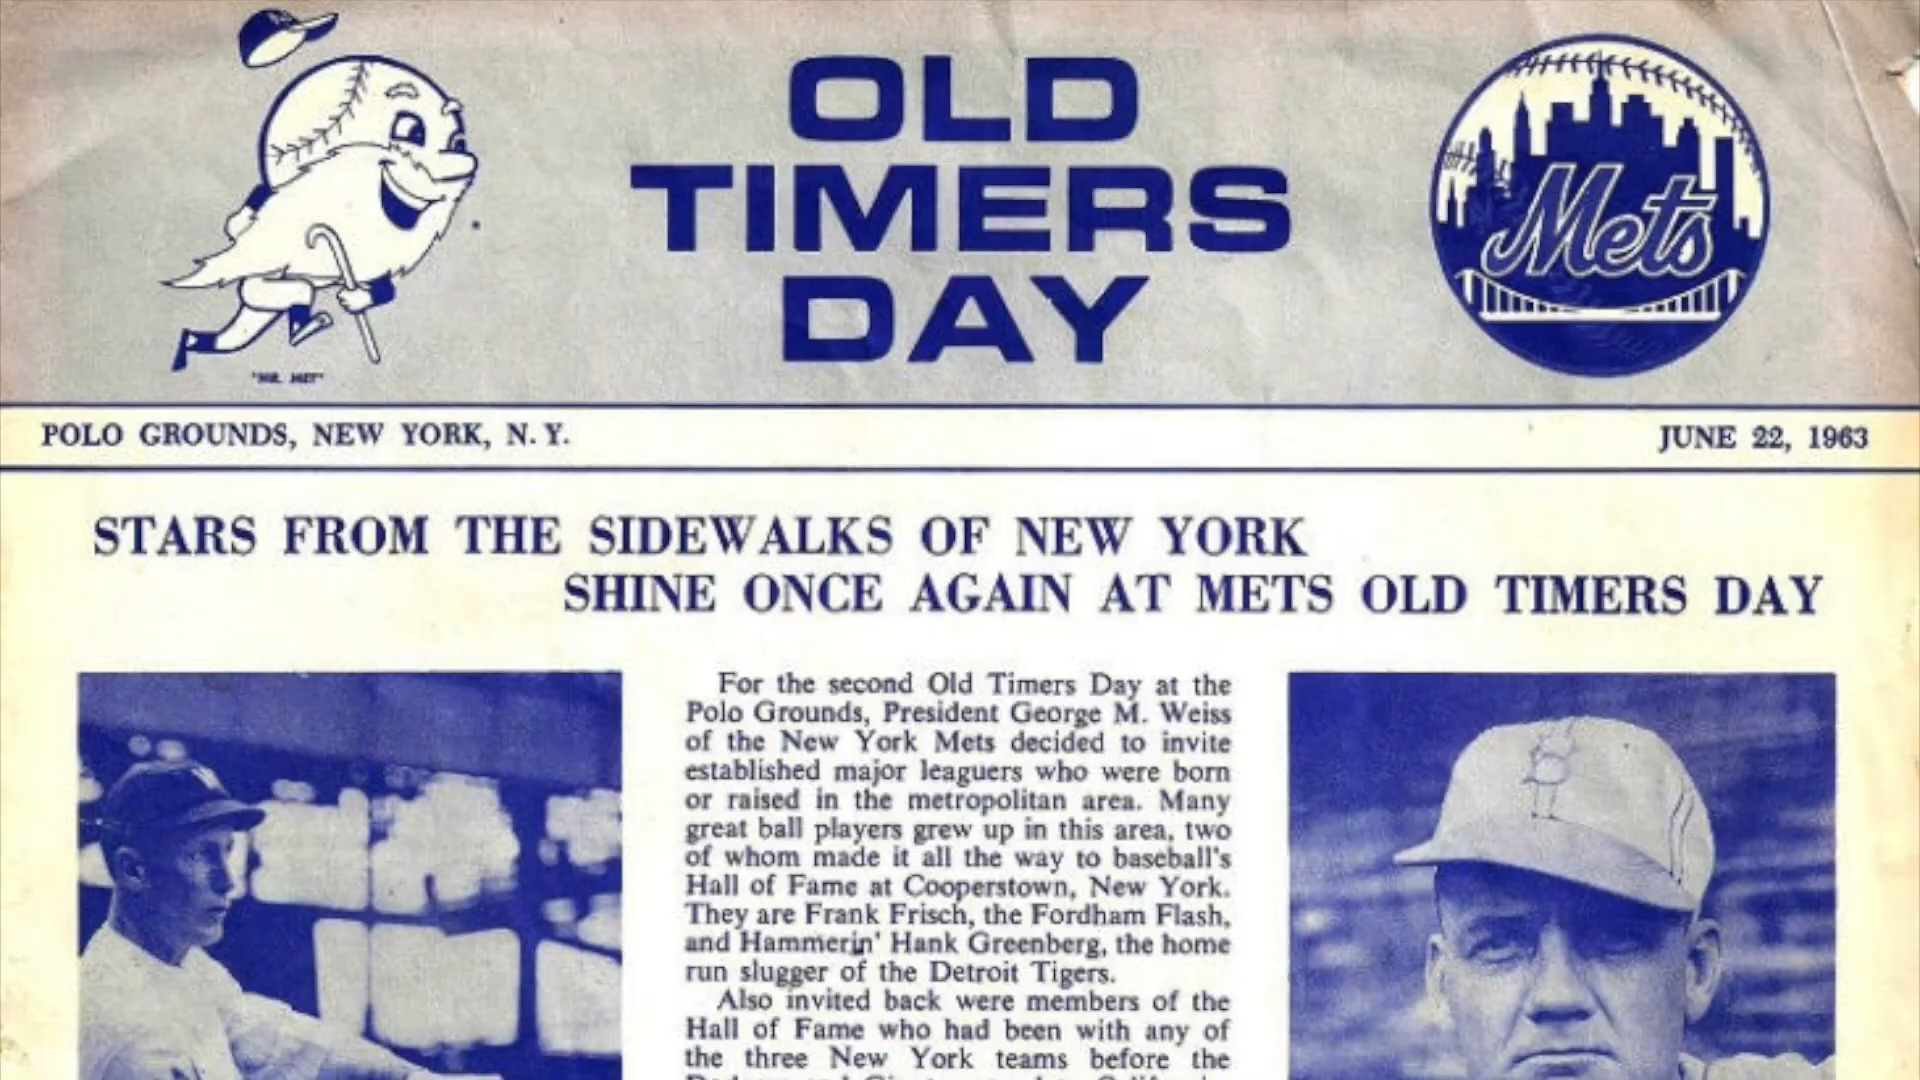 OLD
TIMERS
DAY
Mets
"MR. MET"
POLO GROUNDS, NEW YORK, N. Y.
JUNE 22, 1963
STARS FROM THE SIDEWALKS OF NEW YORK
SHINE ONCE AGAIN AT METS OLD TIMERS DAY
For the second Old Timers Day at the
Polo Grounds, President George M. Weiss
of the New York Mets decided to invite
established major leaguers who were born
or raised in the metropolitan area. Many
great ball players grew up in this area, two
of whom made it all the way to baseball's
Hall of Fame at Cooperstown, New York.
They are Frank Frisch, the Fordham Flash,
and Hammerin' Hank Greenberg, the home
run slugger of the Detroit Tigers.
Also invited back were members of the
Hall of Fame who had been with any of
the three New York teams before the